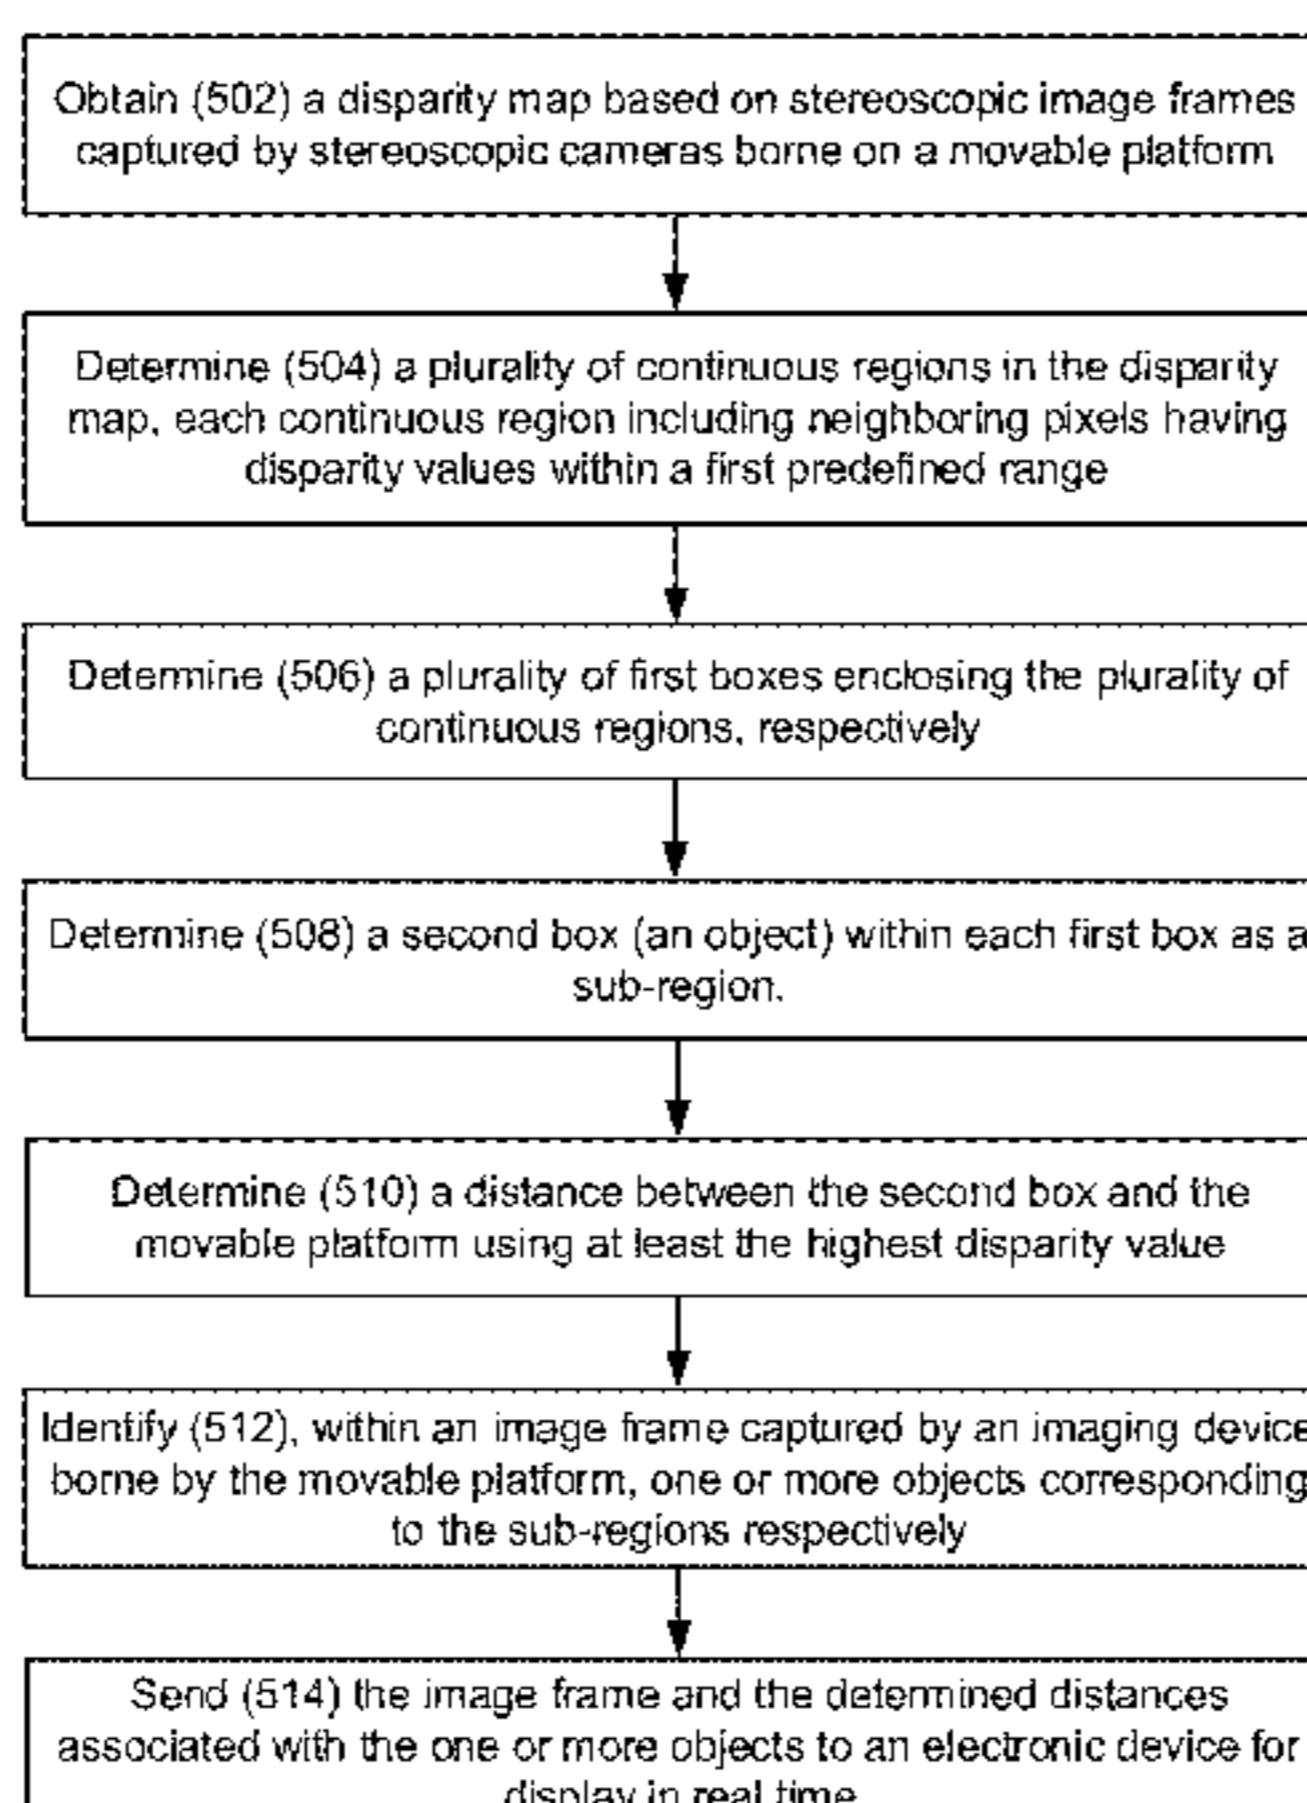 Obtain (502) a disparity map based on stereoscopic image frames
captured by stereoscopic cameras borne on a movable platform
Determine (504) a plurality of continuous regions in the disparity
map, each continuous region including neighboring pixels having
disparity values within a first predefined range
Determine (506) a plurality of first boxes enclosing the plurality of
continuous regions, respectively
Determine (508) a second box (an object) within each first box as a
sub-region.
Determine (510) a distance between the second box and the
movable platform using at least the highest disparity value
Identify (512), within an image frame captured by an imaging device
borne by the movable platform, one or more objects corresponding
to the sub-regions respectively
Send (514) the image frame and the determined distances
associated with the one or more objects to an electronic device for
display in real time